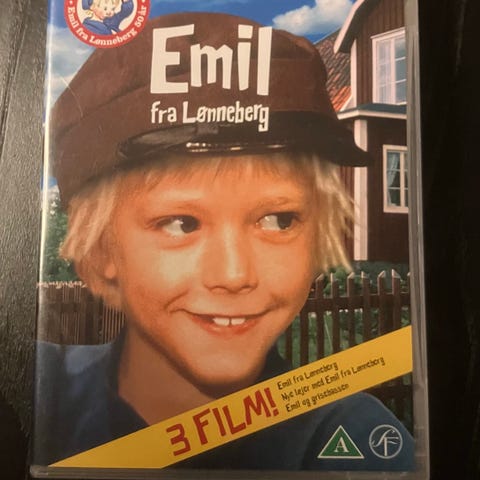 Emil fra Lønneberg 50 år
Emil
fra Lønneberg
3 FILM!
Emil fra Lønneberg
Nye løjer med Emil fra Lønneberg
Emil og grisebassen
A
SF